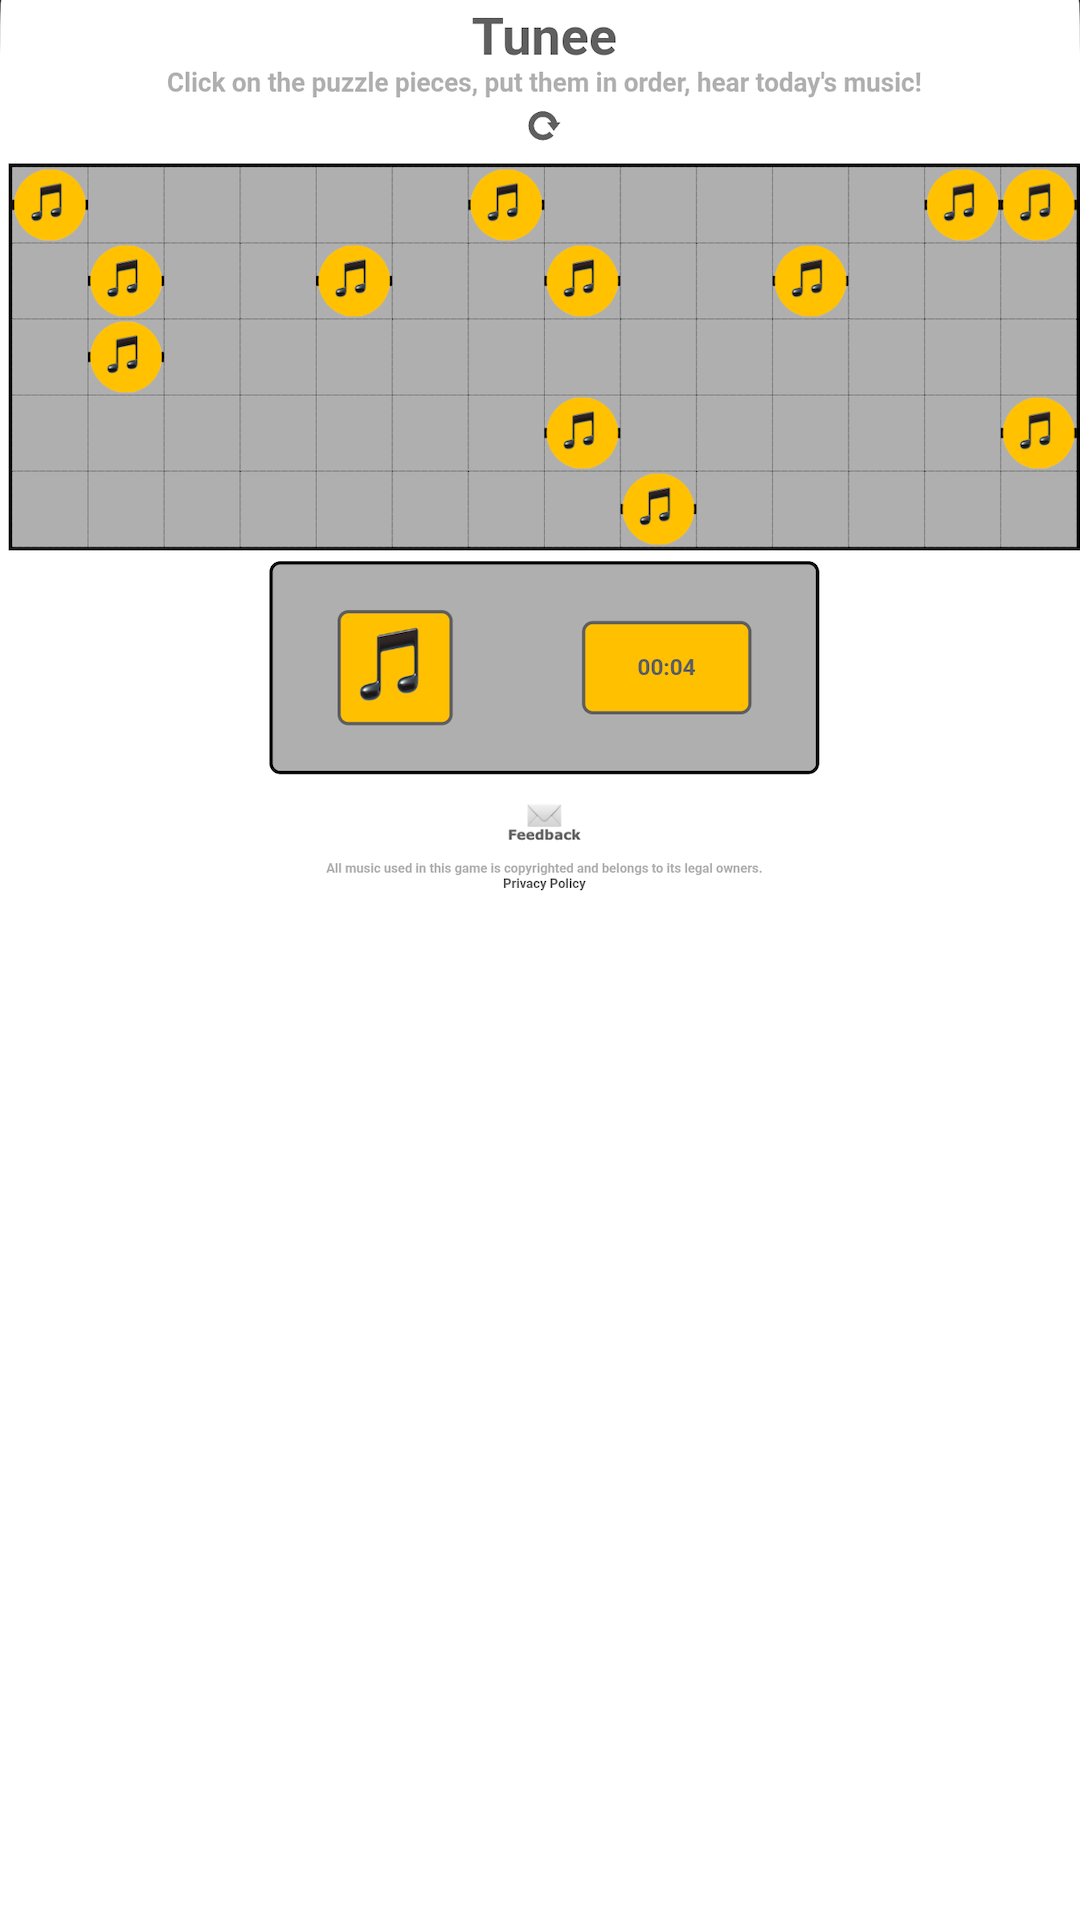 Tunee
Click on the puzzle pieces, put them in order, hear today's music!
00:04
Feedback
All music used in this game is copyrighted and belongs to its legal owners.
Privacy Policy